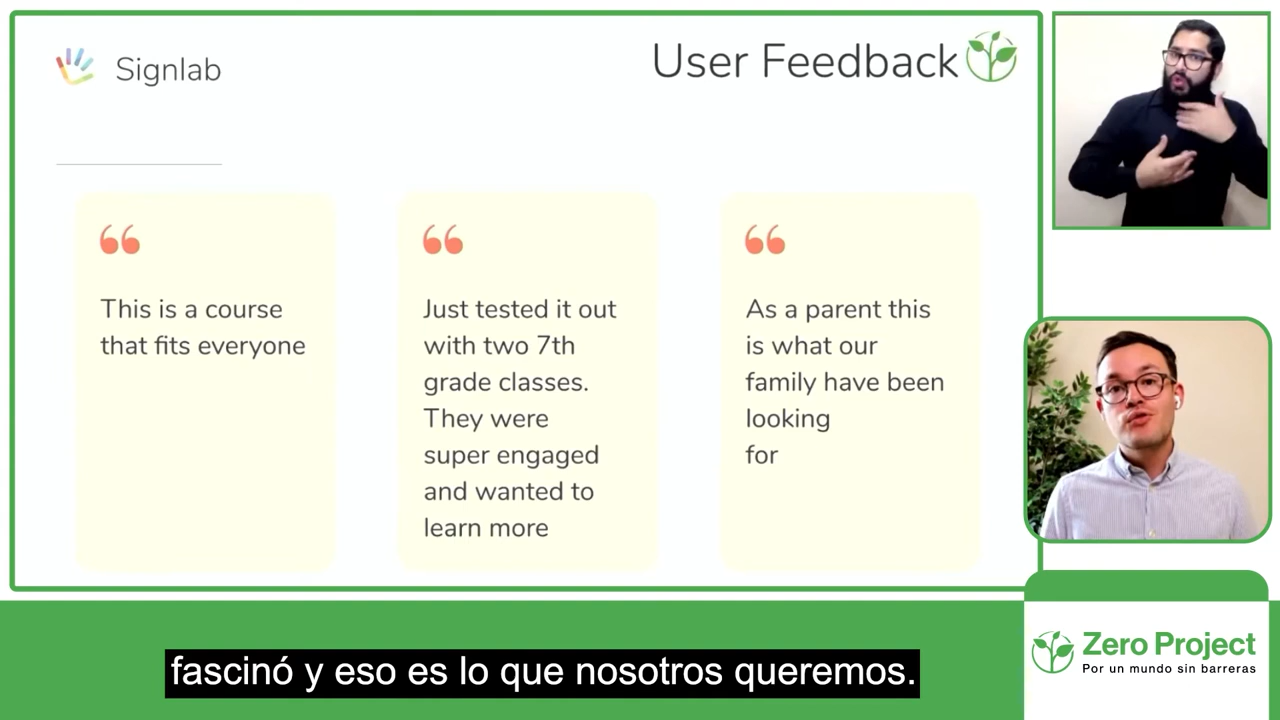 Signlab
User Feedback
This is a course
that fits everyone
Just tested it out
with two 7th
grade classes.
They were
super engaged
and wanted to
learn more
As a parent this
is what our
family have been
looking
for
fascinó y eso es lo que nosotros queremos.
Zero Project
Por un mundo sin barreras